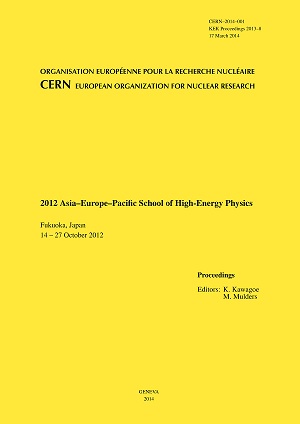 CERN–2014–001
KEK Proceedings 2013–8
17 March 2014
ORGANISATION EUROPÉENNE POUR LA RECHERCHE NUCLÉAIRE
CERN EUROPEAN ORGANIZATION FOR NUCLEAR RESEARCH
2012 Asia–Europe–Pacific School of High-Energy Physics
Fukuoka, Japan
14 – 27 October 2012
Proceedings
Editors: K. Kawagoe
M. Mulders
GENEVA
2014